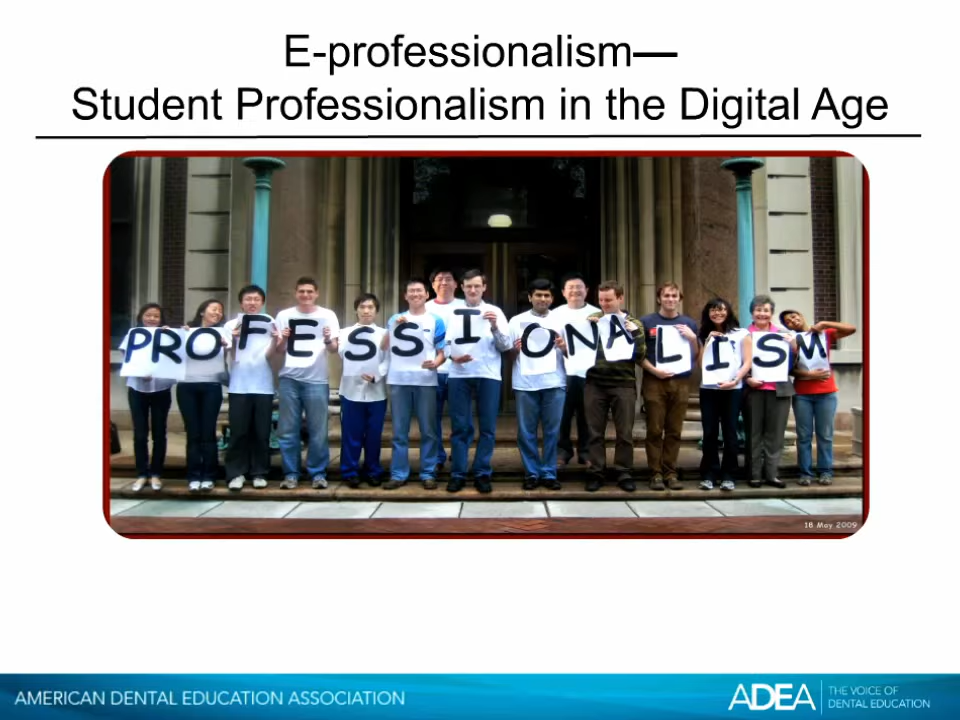 E-professionalism—
Student Professionalism in the Digital Age
PROFESSIONALISM
18 May 2009
AMERICAN DENTAL EDUCATION ASSOCIATION
ADEA
THE VOICE OF
DENTAL EDUCATION